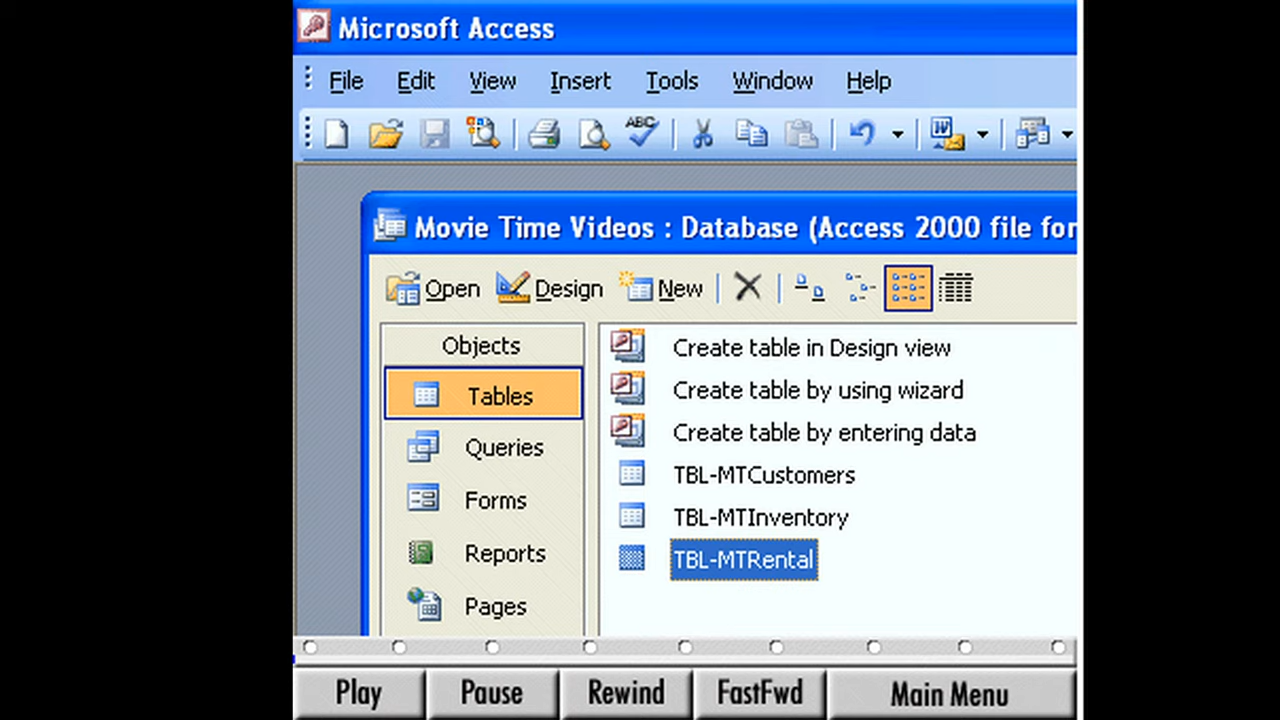 Microsoft Access
File Edit View Insert Tools Window Help
ABC
W
Movie Time Videos : Database (Access 2000 file for
Open Design New
Objects
Tables
Queries
Forms
Reports
Pages
Create table in Design view
Create table by using wizard
Create table by entering data
TBL-MTCustomers
TBL-MTInventory
TBL-MTRental
Play Pause Rewind FastFwd Main Menu